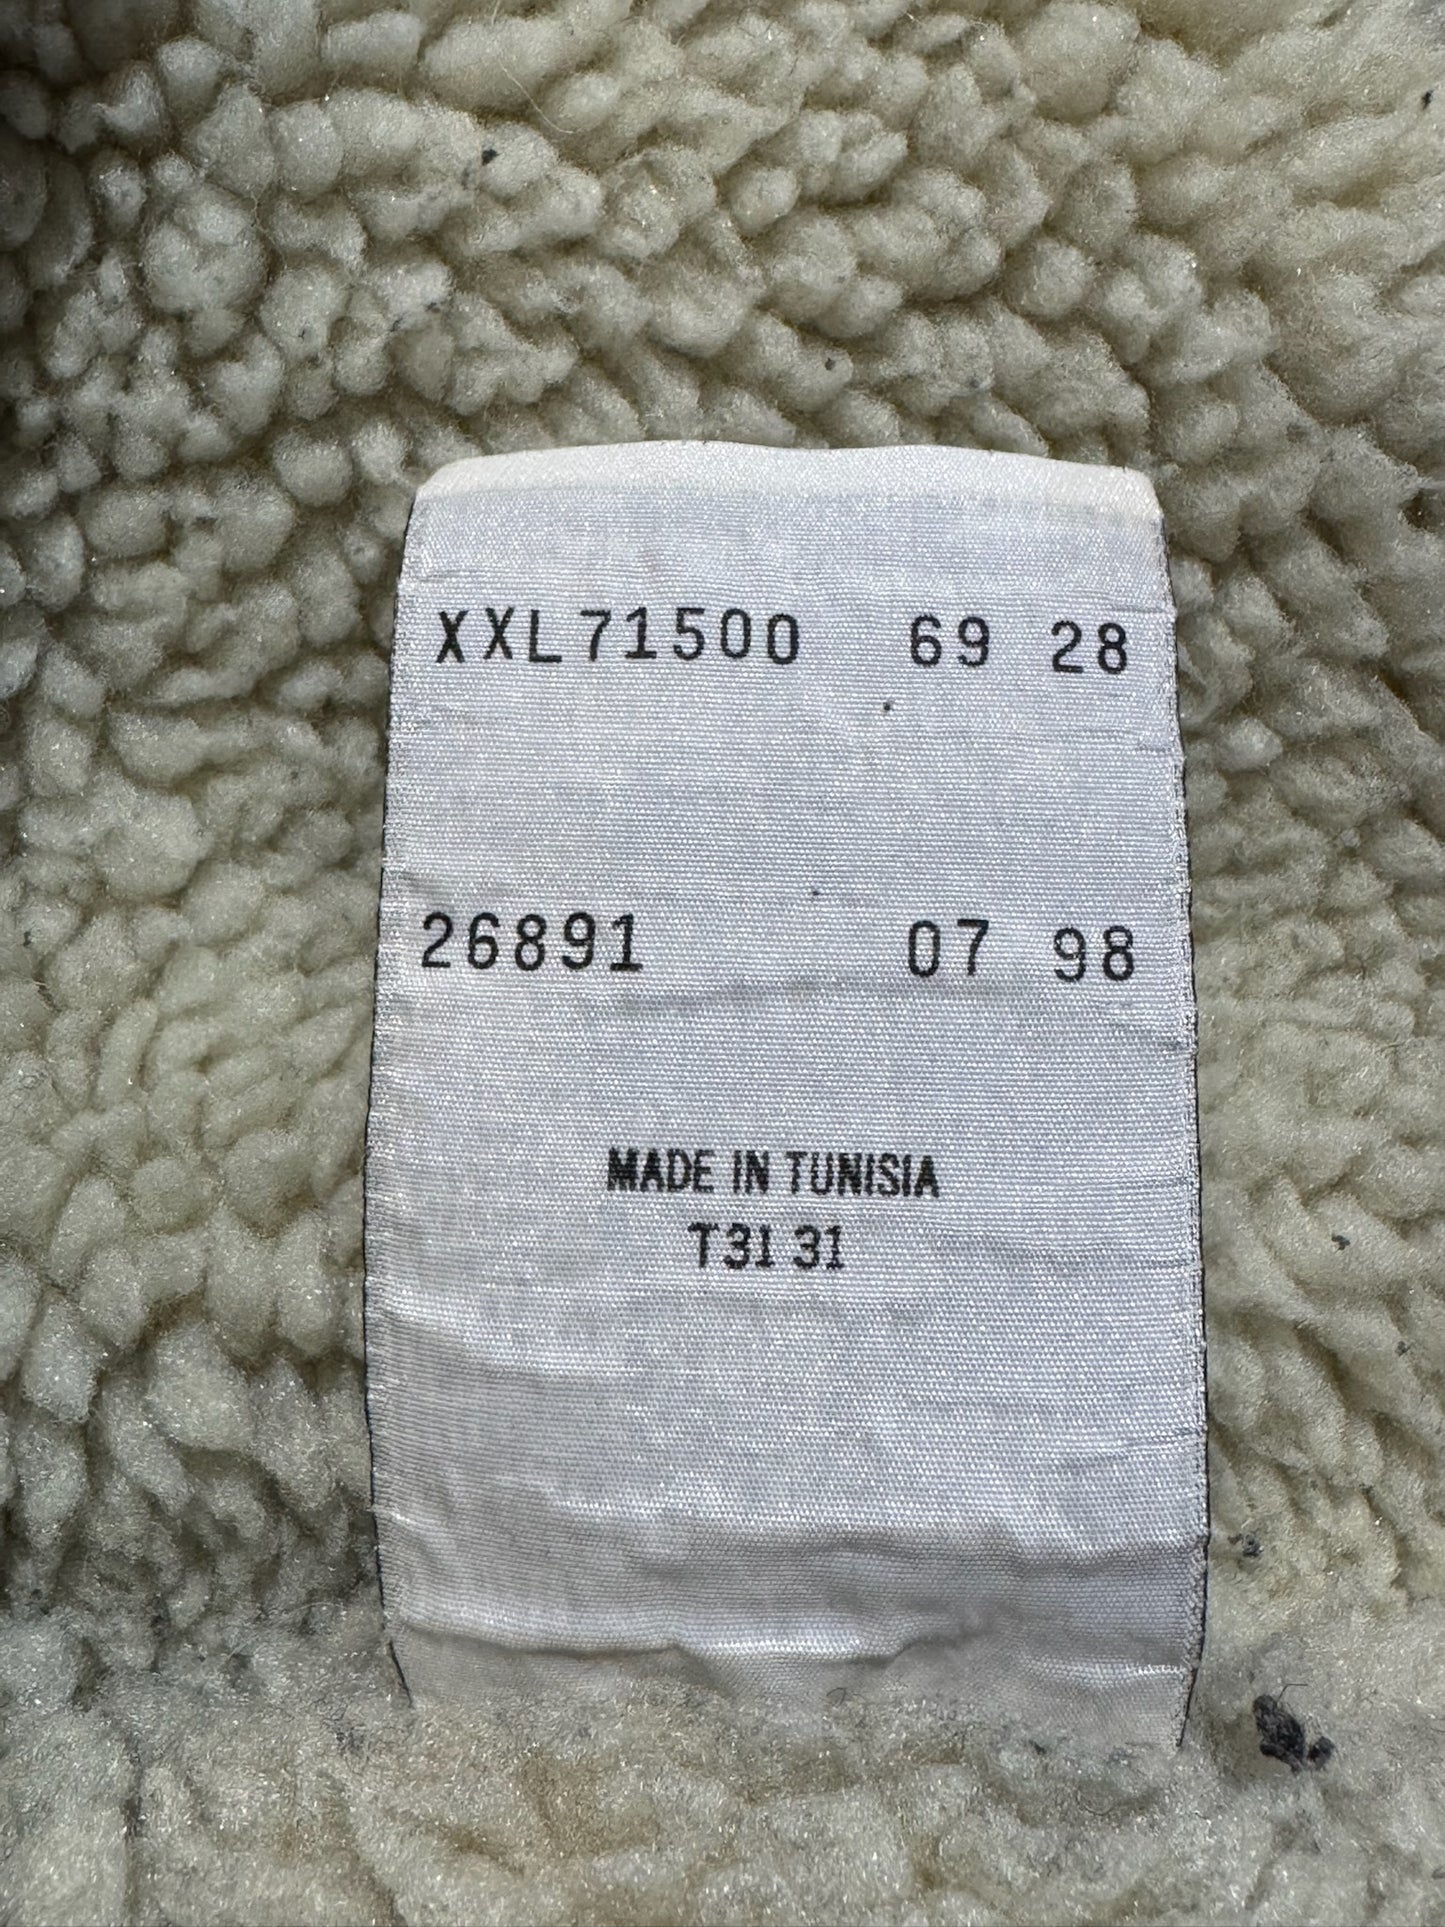 XXL71500 69 28
26891 07 98
MADE IN TUNISIA
T31 31